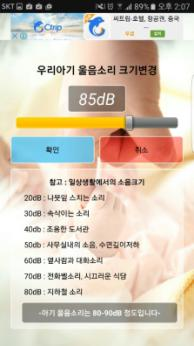 SKT 89% 오후 2:07
Ctrip
씨트립-호텔, 항공권, 중국
무료
우리아기 울음소리 크기변경
85dB
확인 취소
참고 : 일상생활에서의 소음크기
20dB : 나뭇잎 스치는 소리
30dB : 속삭이는 소리
40db : 조용한 도서관
50db : 사무실내의 소음, 수면깊이저하
60dB : 옆사람과 대화소리
70dB : 전화벨소리, 시끄러운 식당
80dB : 지하철 소리
-아기 울음소리는 80-90dB 정도입니다-